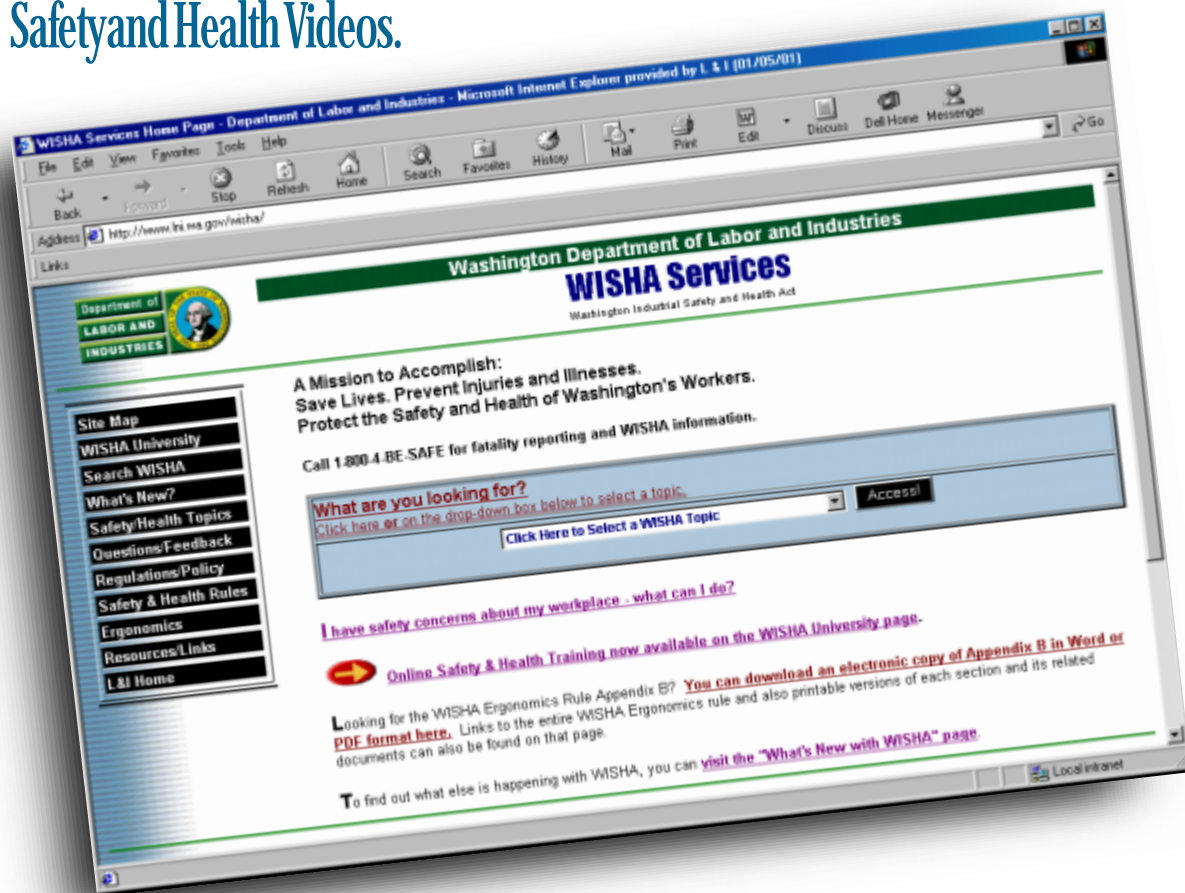 Safetyand Health Videos.
WISHA Services Home Page - Department of Labor and Industries - Microsoft Internet Explorer provided by L & I (01/05/01)
File Edit View Favorites Tools Help
Back Forward Stop Refresh Home Search Favorites History Mail Print Edit Discuss Dell Home Messenger
Address http://www.lni.wa.gov/wisha/ Go
Links
Department of
LABOR AND
INDUSTRIES
Washington Department of Labor and Industries
WISHA Services
Washington Industrial Safety and Health Act
Site Map
WISHA University
Search WISHA
What's New?
Safety/Health Topics
Questions/Feedback
Regulations/Policy
Safety & Health Rules
Ergonomics
Resources/Links
L&I Home
A Mission to Accomplish:
Save Lives. Prevent Injuries and Illnesses.
Protect the Safety and Health of Washington's Workers.
Call 1-800-4-BE-SAFE for fatality reporting and WISHA information.
What are you looking for?
Click here or on the drop-down box below to select a topic.
Click Here to Select a WISHA Topic Access!
I have safety concerns about my workplace - what can I do?
Online Safety & Health Training now available on the WISHA University page.
Looking for the WISHA Ergonomics Rule Appendix B? You can download an electronic copy of Appendix B in Word or
PDF format here. Links to the entire WISHA Ergonomics rule and also printable versions of each section and its related
documents can also be found on that page.
To find out what else is happening with WISHA, you can visit the "What's New with WISHA" page.
Local intranet